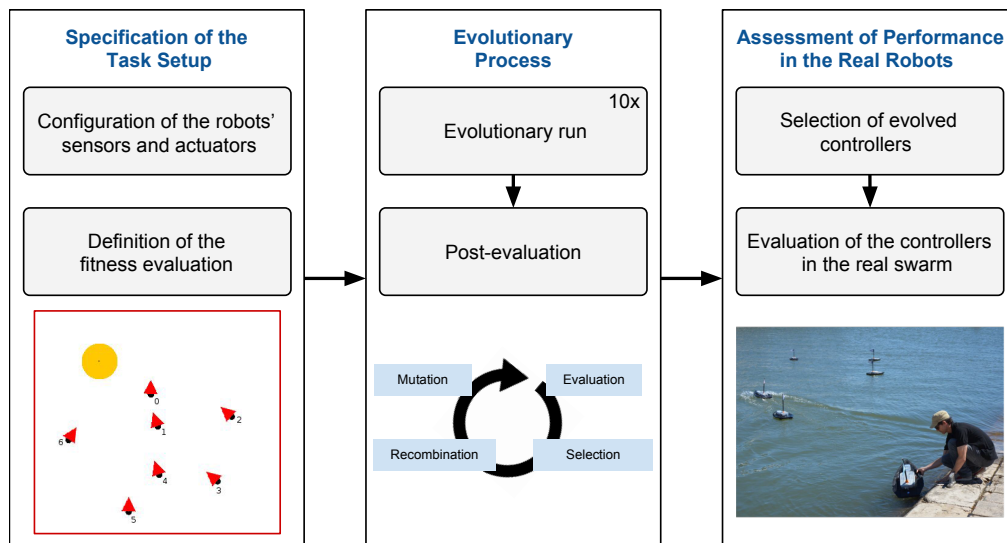 Specification of the
Task Setup
Configuration of the robots’
sensors and actuators
Definition of the
fitness evaluation
0
1
2
6
4
3
5
Evolutionary
Process
10x
Evolutionary run
Post-evaluation
Mutation
Evaluation
Recombination
Selection
Assessment of Performance
in the Real Robots
Selection of evolved
controllers
Evaluation of the controllers
in the real swarm